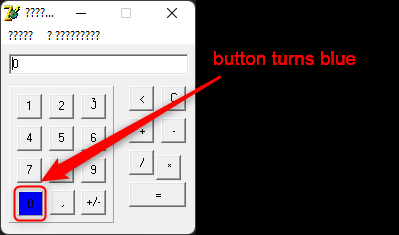 ????...
????? ? ?????????
0
button turns blue
1 2 3 < C
4 5 6 + -
7 9 / *
0 , +/- =